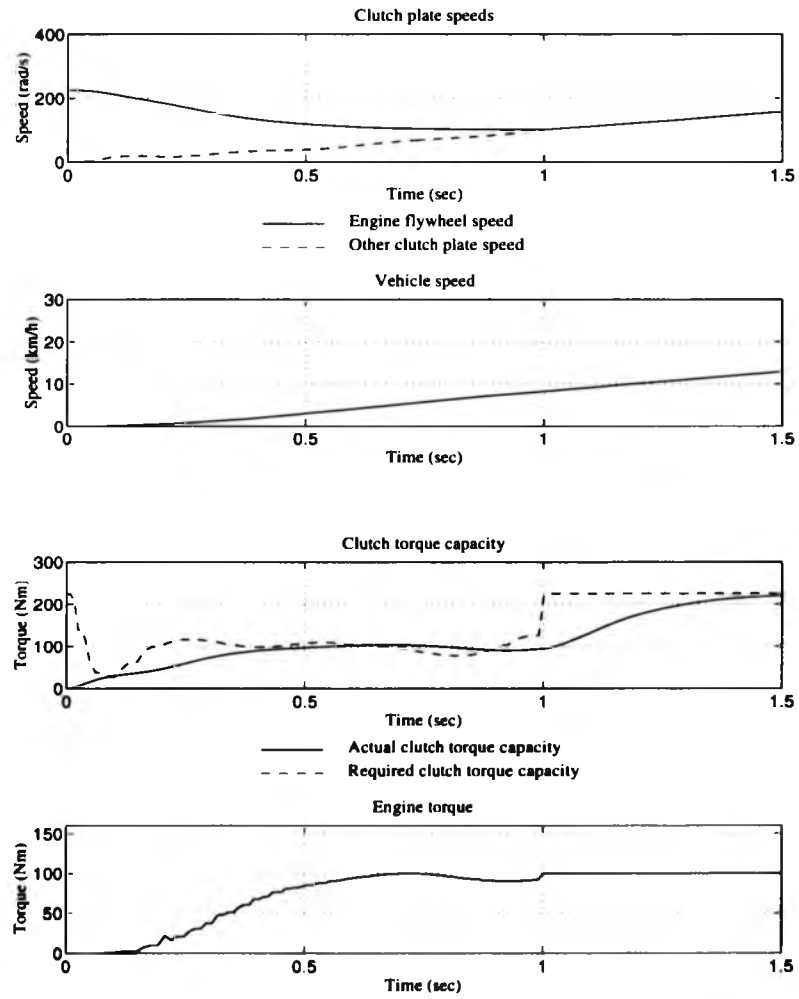 Clutch plate speeds
400
200
0
Speed (rad/s)
0 0.5 1 1.5
Time (sec)
Engine flywheel speed
Other clutch plate speed
Vehicle speed
30
20
10
0
Speed (km/h)
0 0.5 1 1.5
Time (sec)
Clutch torque capacity
300
200
100
0
Torque (Nm)
0 0.5 1 1.5
Time (sec)
Actual clutch torque capacity
Required clutch torque capacity
Engine torque
150
100
50
0
Torque (Nm)
0 0.5 1 1.5
Time (sec)